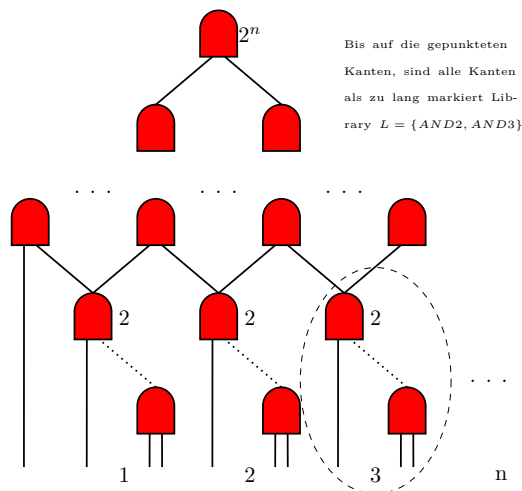 2^n
Bis auf die gepunkteten
Kanten, sind alle Kanten
als zu lang markiert Lib-
rary L = {AND2, AND3}
. . . . . . . . .
2 2 2
. . .
1 2 3 n